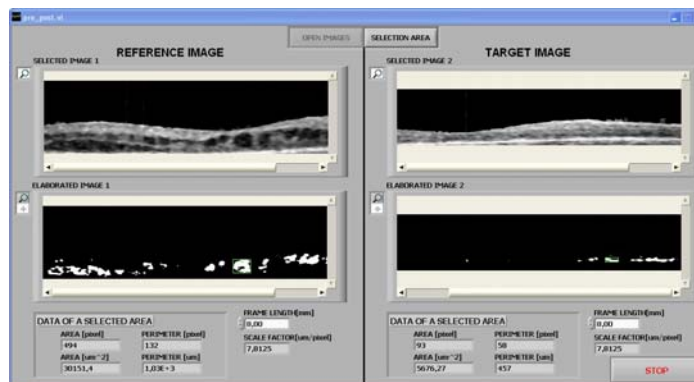 pre_post.vi
OPEN IMAGES
SELECTION AREA
REFERENCE IMAGE
SELECTED IMAGE 1
ELABORATED IMAGE 1
DATA OF A SELECTED AREA
AREA [pixel]
494
PERIMETER [pixel]
132
AREA [um^2]
30151,4
PERIMETER [um]
1,03E+3
FRAME LENGTH[mm]
8,00
SCALE FACTOR[um/pixel]
7,8125
TARGET IMAGE
SELECTED IMAGE 2
ELABORATED IMAGE 2
DATA OF A SELECTED AREA
AREA [pixel]
93
PERIMETER [pixel]
58
AREA [um^2]
5676,27
PERIMETER [um]
457
FRAME LENGTH[mm]
8,00
SCALE FACTOR[um/pixel]
7,8125
STOP